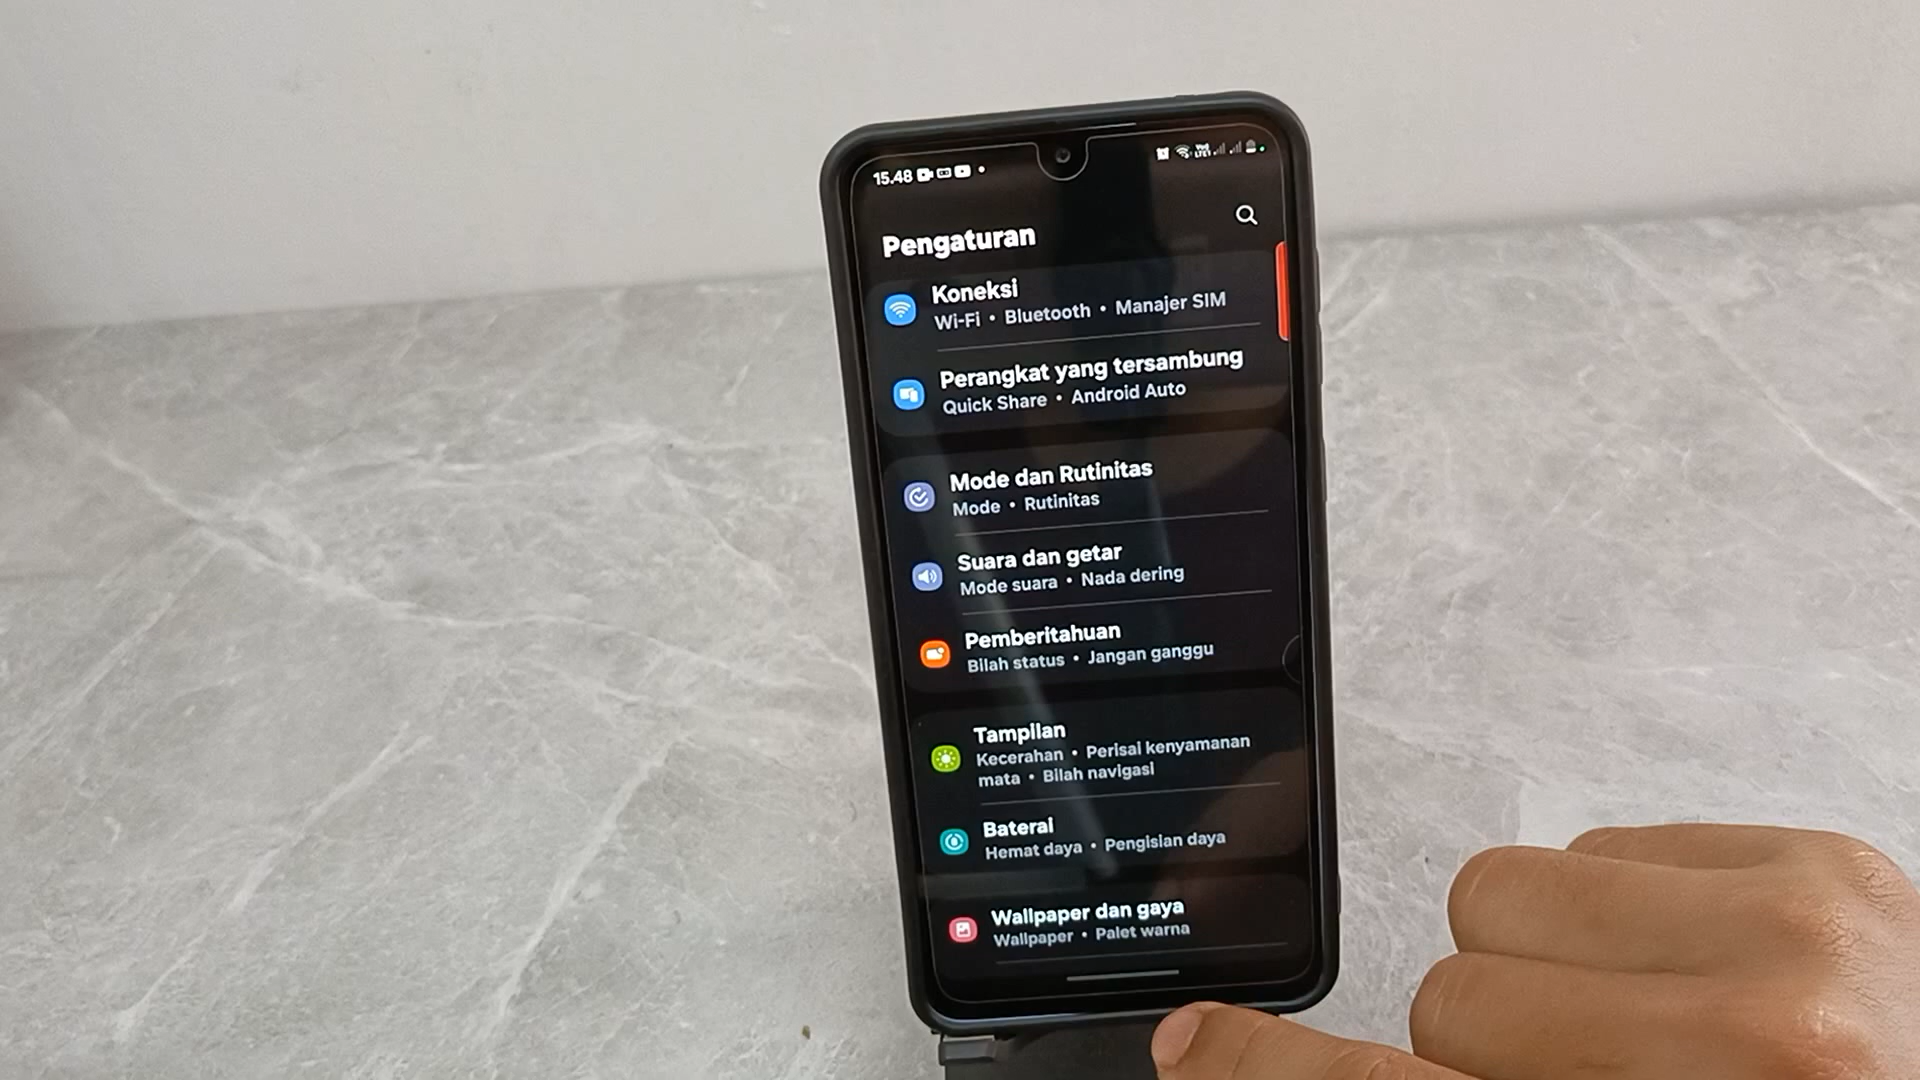 15.48
Pengaturan
Koneksi
Wi-Fi • Bluetooth • Manajer SIM
Perangkat yang tersambung
Quick Share • Android Auto
Mode dan Rutinitas
Mode • Rutinitas
Suara dan getar
Mode suara • Nada dering
Pemberitahuan
Bilah status • Jangan ganggu
Tampilan
Kecerahan • Perisai kenyamanan
mata • Bilah navigasi
Baterai
Hemat daya • Pengisian daya
Wallpaper dan gaya
Wallpaper • Palet warna